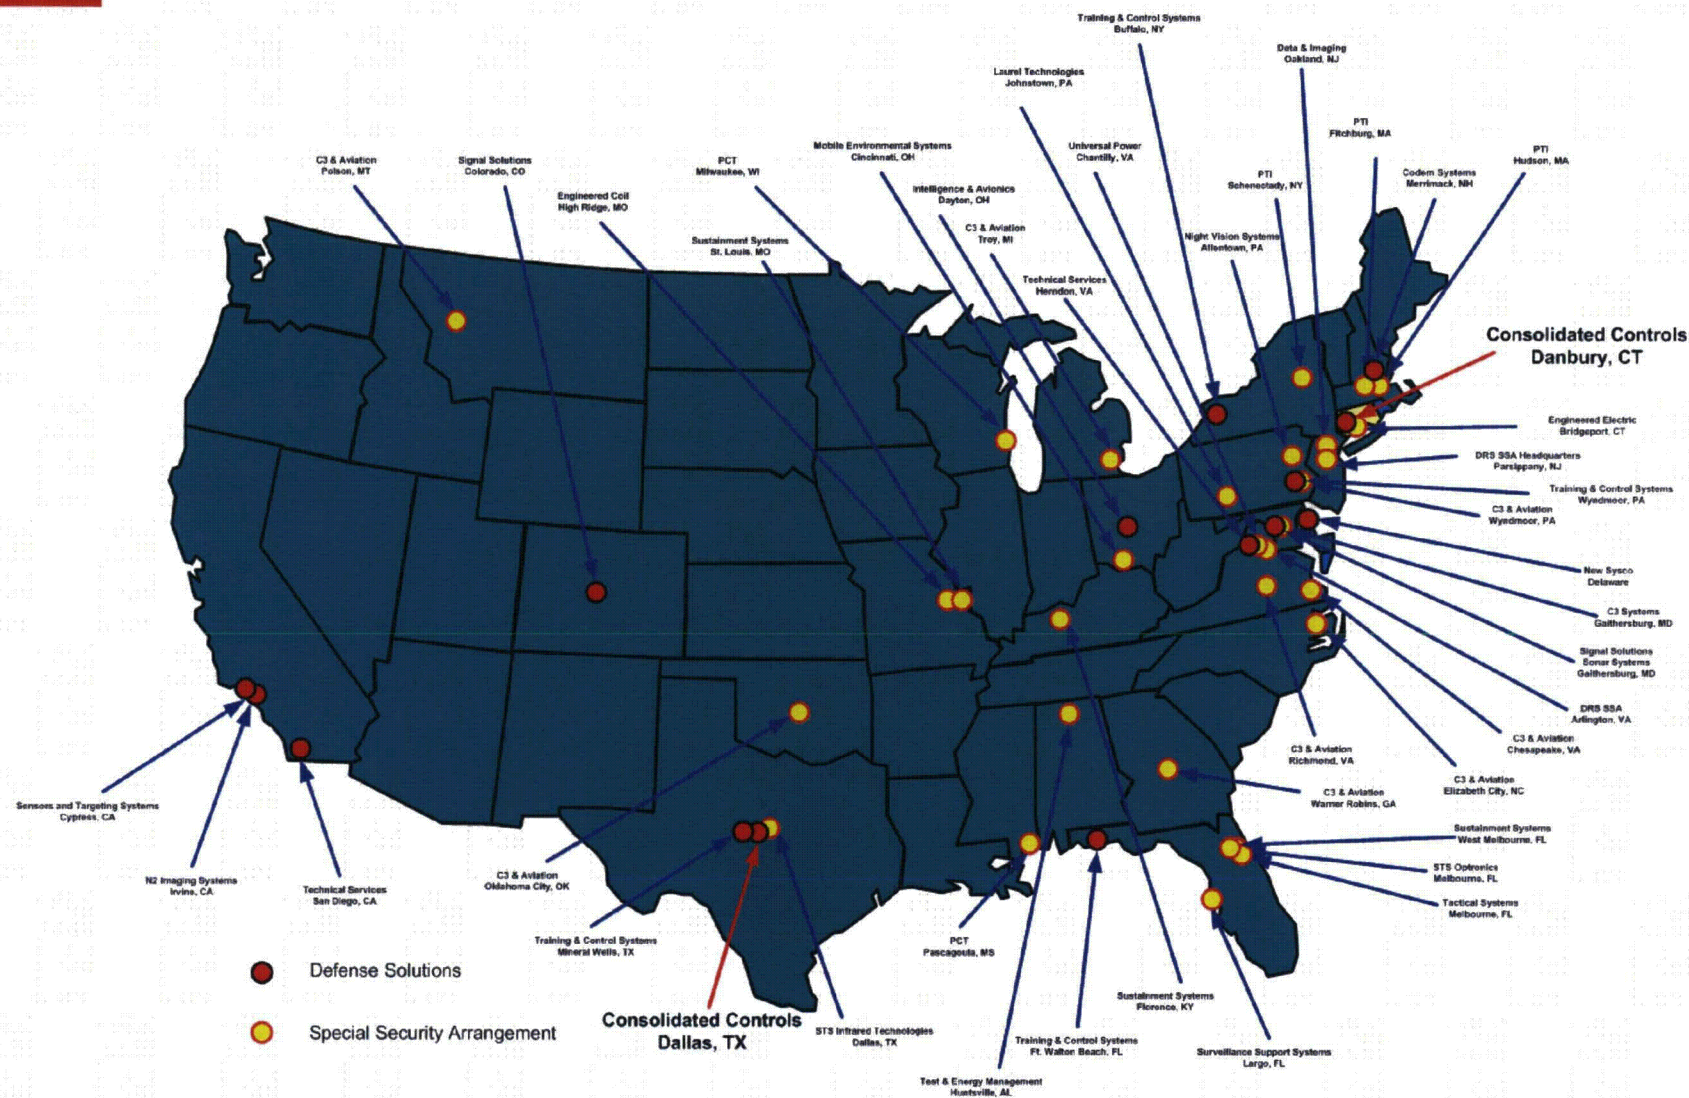 Training & Control Systems
Buffalo, NY
Data & Imaging
Oakland, NJ
Laurel Technologies
Johnstown, PA
PTI
Fitchburg, MA
Mobile Environmental Systems
Cincinnati, OH
Universal Power
Chantilly, VA
PTI
Hudson, MA
C3 & Aviation
Polson, MT
Signal Solutions
Colorado, CO
PCT
Milwaukee, WI
PTI
Schenectady, NY
Codem Systems
Merrimack, NH
Engineered Coil
High Ridge, MO
Intelligence & Avionics
Dayton, OH
Sustainment Systems
St. Louis, MO
C3 & Aviation
Troy, MI
Night Vision Systems
Allentown, PA
Technical Services
Herndon, VA
Consolidated Controls
Danbury, CT
Engineered Electric
Bridgeport, CT
DRS SSA Headquarters
Parsippany, NJ
Training & Control Systems
Wyndmoor, PA
C3 & Aviation
Wyndmoor, PA
New Sysco
Delaware
C3 Systems
Gaithersburg, MD
Signal Solutions
Sonar Systems
Gaithersburg, MD
DRS SSA
Arlington, VA
C3 & Aviation
Chesapeake, VA
C3 & Aviation
Richmond, VA
C3 & Aviation
Elizabeth City, NC
C3 & Aviation
Warner Robins, GA
Sensors and Targeting Systems
Cypress, CA
Sustainment Systems
West Melbourne, FL
STS Optronics
Melbourne, FL
N2 Imaging Systems
Irvine, CA
Technical Services
San Diego, CA
C3 & Aviation
Oklahoma City, OK
Tactical Systems
Melbourne, FL
Training & Control Systems
Mineral Wells, TX
PCT
Pascagoula, MS
Defense Solutions
Sustainment Systems
Florence, KY
Special Security Arrangement
Consolidated Controls
Dallas, TX
STS Infrared Technologies
Dallas, TX
Training & Control Systems
Ft. Walton Beach, FL
Surveillance Support Systems
Largo, FL
Test & Energy Management
Huntsville, AL